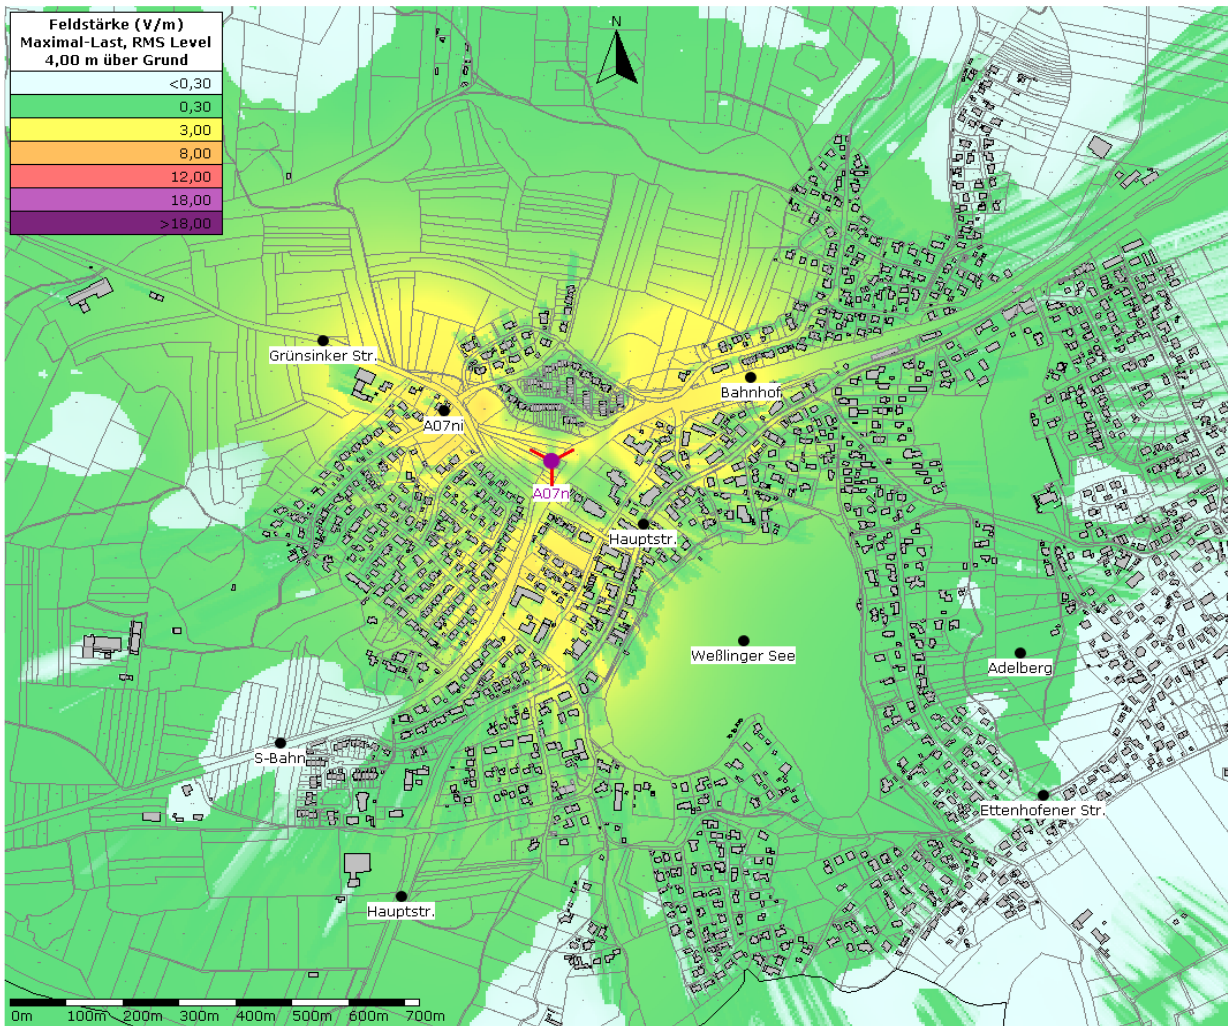 Feldstärke (V/m)
Maximal-Last, RMS Level
4,00 m über Grund
<0,30
0,30
3,00
8,00
12,00
18,00
>18,00
N
Grünsinker Str.
Bahnhof
A07ni
A07n
Hauptstr.
Weßlinger See
Adelberg
S-Bahn
Ettenhofener Str.
Hauptstr.
0m 100m 200m 300m 400m 500m 600m 700m